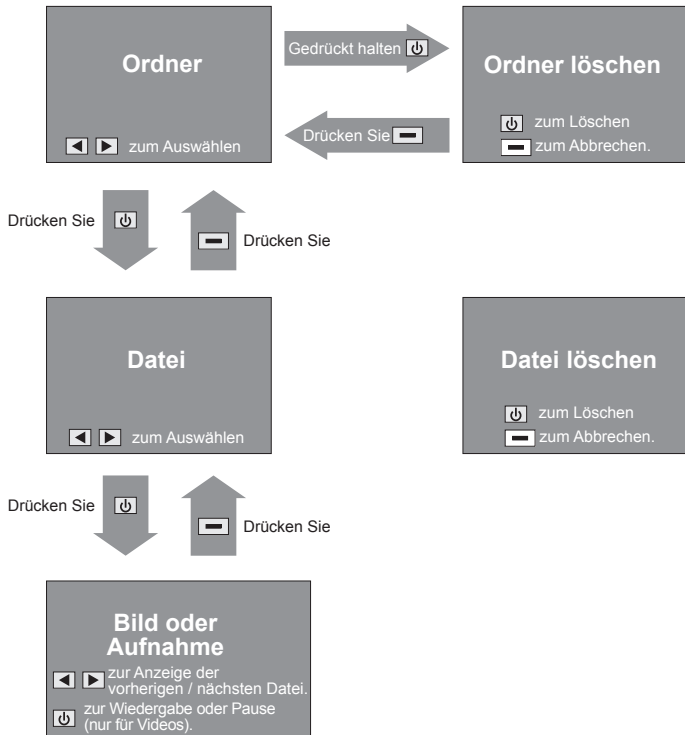 Ordner
zum Auswählen
Gedrückt halten
Drücken Sie
Ordner löschen
zum Löschen
zum Abbrechen.
Drücken Sie
Drücken Sie
Datei
zum Auswählen
Datei löschen
zum Löschen
zum Abbrechen.
Drücken Sie
Drücken Sie
Bild oder
Aufnahme
zur Anzeige der
vorherigen / nächsten Datei.
zur Wiedergabe oder Pause
(nur für Videos).